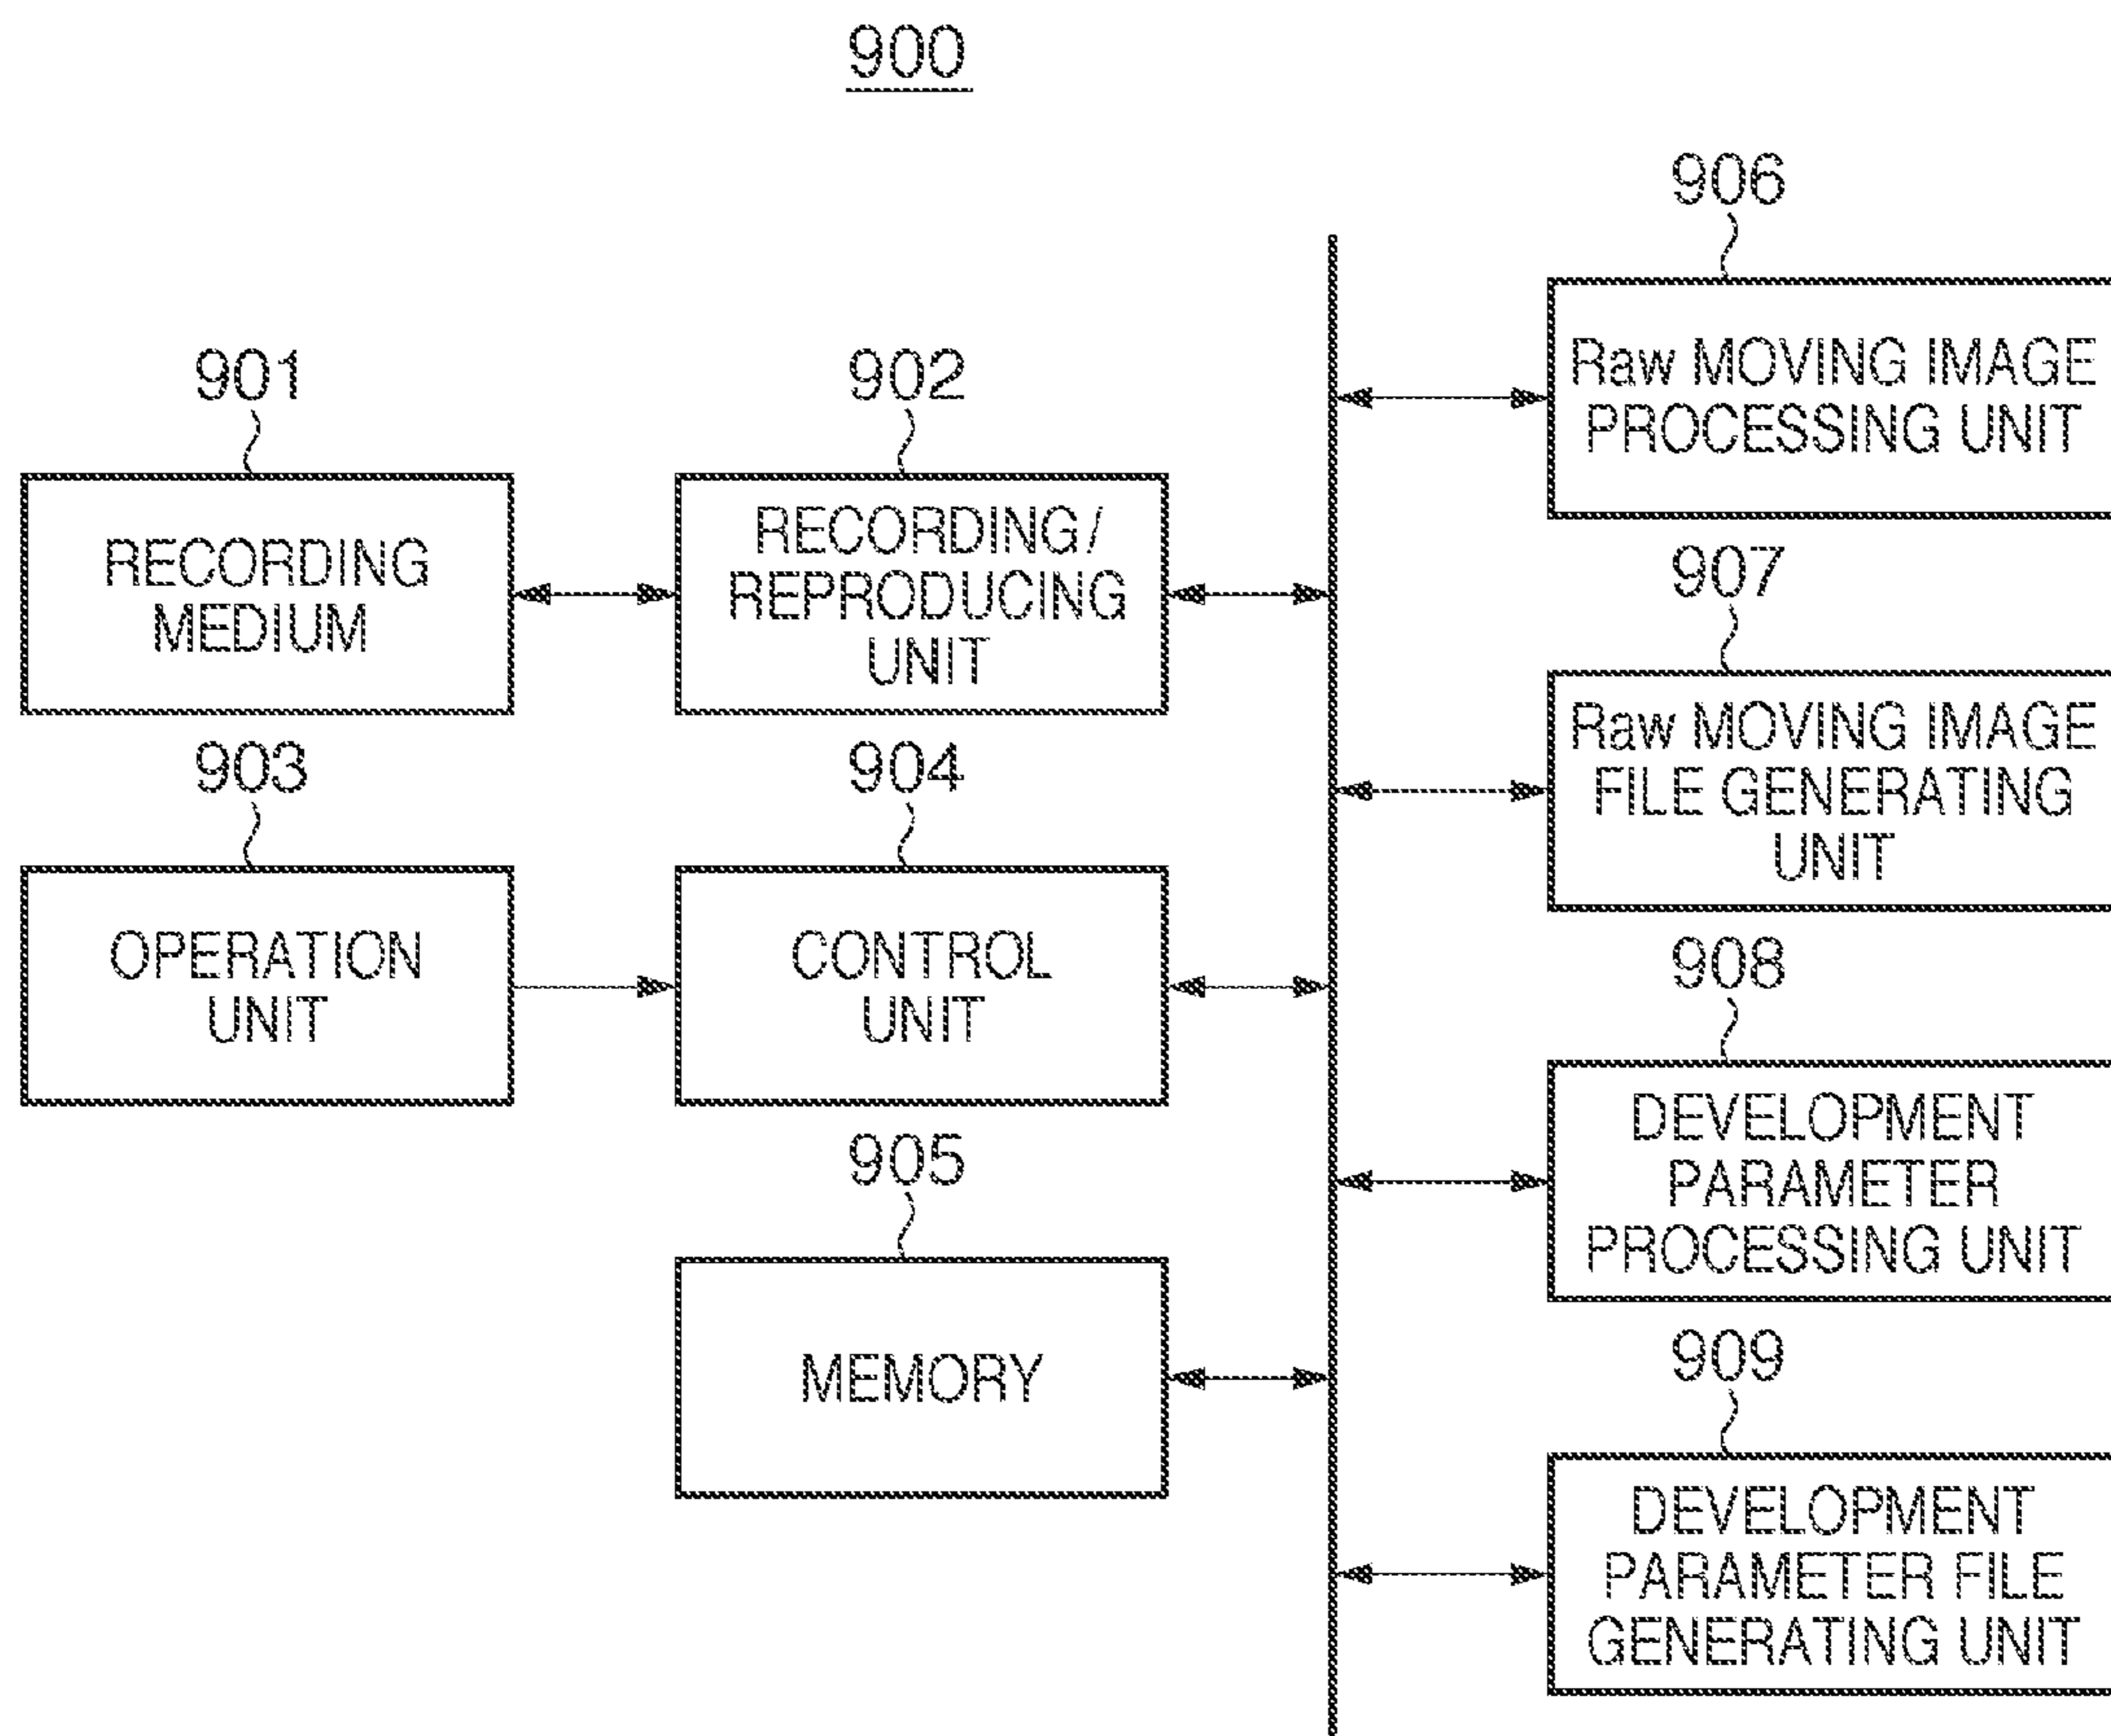 900
901
RECORDING
MEDIUM
902
RECORDING/
REPRODUCING
UNIT
903
OPERATION
UNIT
904
CONTROL
UNIT
905
MEMORY
906
Raw MOVING IMAGE
PROCESSING UNIT
907
Raw MOVING IMAGE
FILE GENERATING
UNIT
908
DEVELOPMENT
PARAMETER
PROCESSING UNIT
909
DEVELOPMENT
PARAMETER FILE
GENERATING UNIT